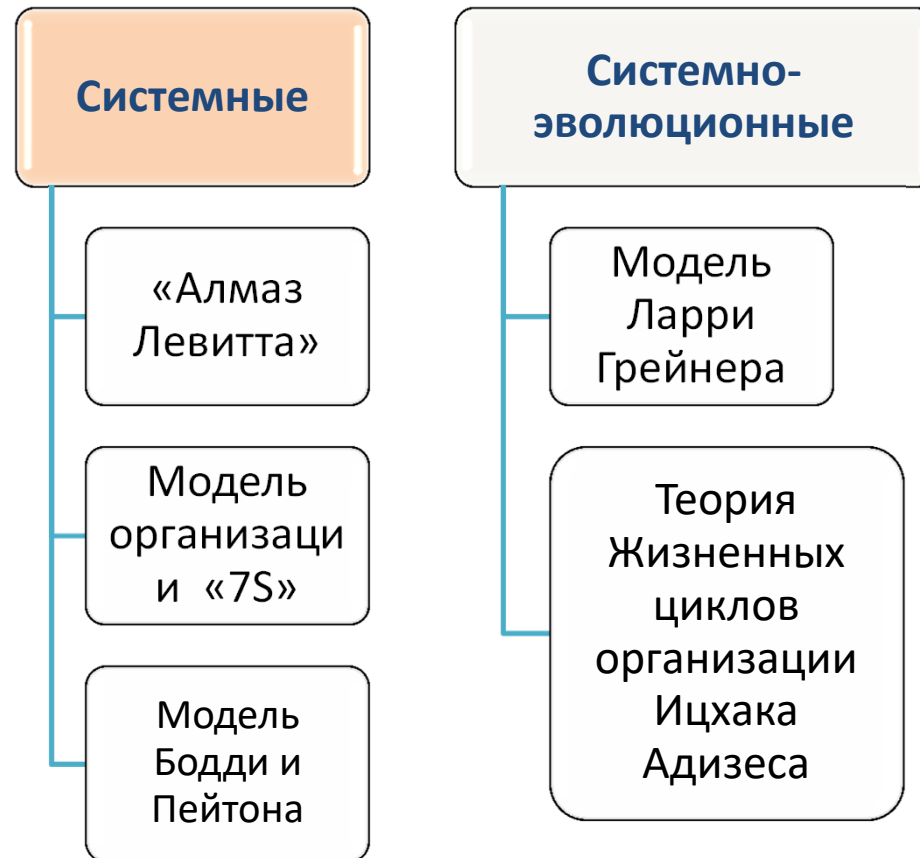 Системные
«Алмаз
Левитта»
Модель
организаци
и «7S»
Модель
Бодди и
Пейтона
Системно-
эволюционные
Модель
Ларри
Грейнера
Теория
Жизненных
циклов
организации
Ицхака
Адизеса